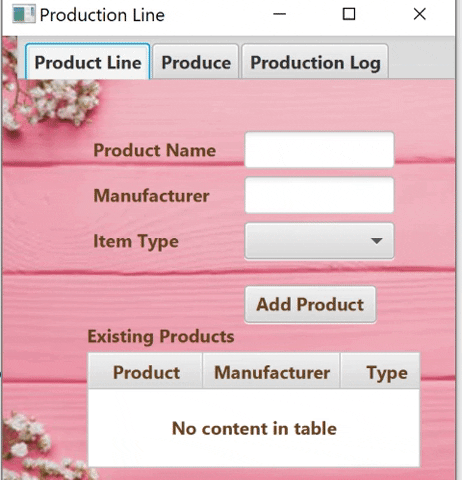 Production Line
Product Line Produce Production Log
Product Name
Manufacturer
Item Type
Add Product
Existing Products
Product Manufacturer Type
No content in table